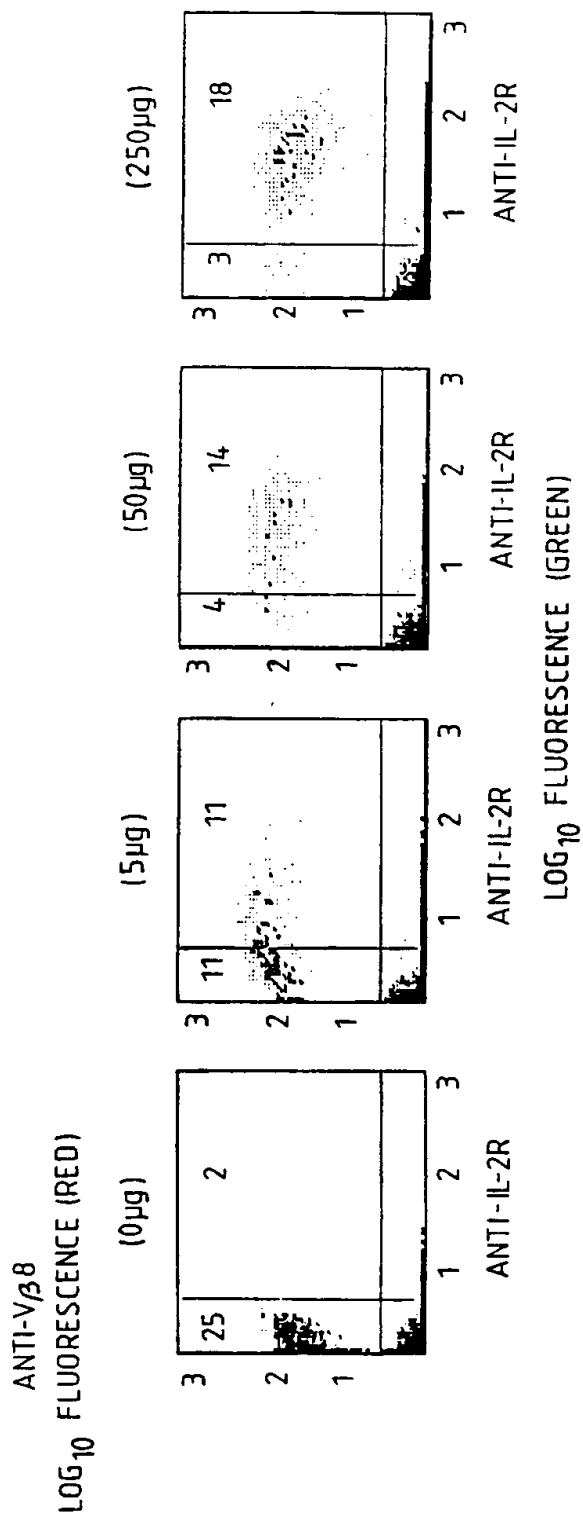 ANTI-Vβ8
LOG10 FLUORESCENCE (RED)
(0µg)
25
2
3
2
1
1
2
3
ANTI-IL-2R
(5µg)
11
11
3
2
1
1
2
3
ANTI-IL-2R
(50µg)
4
14
3
2
1
1
2
3
ANTI-IL-2R
(250µg)
3
18
3
2
1
1
2
3
ANTI-IL-2R
LOG10 FLUORESCENCE (GREEN)